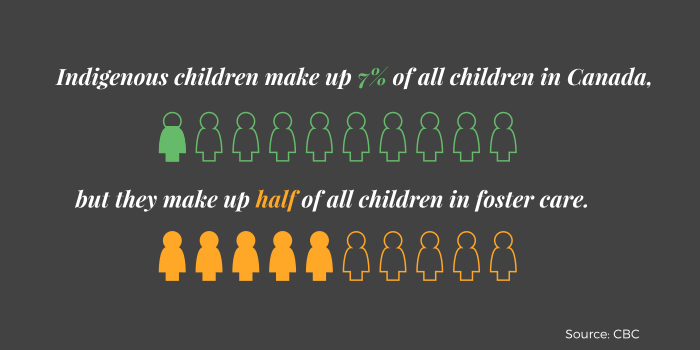 Indigenous children make up 7% of all children in Canada,
but they make up half of all children in foster care.
Source: CBC